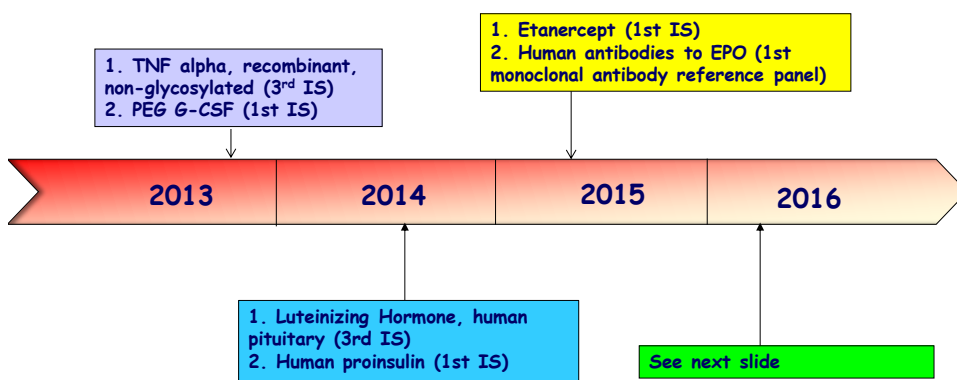 1. TNF alpha, recombinant,
non-glycosylated (3rd IS)
2. PEG G-CSF (1st IS)
1. Etanercept (1st IS)
2. Human antibodies to EPO (1st
monoclonal antibody reference panel)
2013
2014
2015
2016
1. Luteinizing Hormone, human
pituitary (3rd IS)
2. Human proinsulin (1st IS)
See next slide